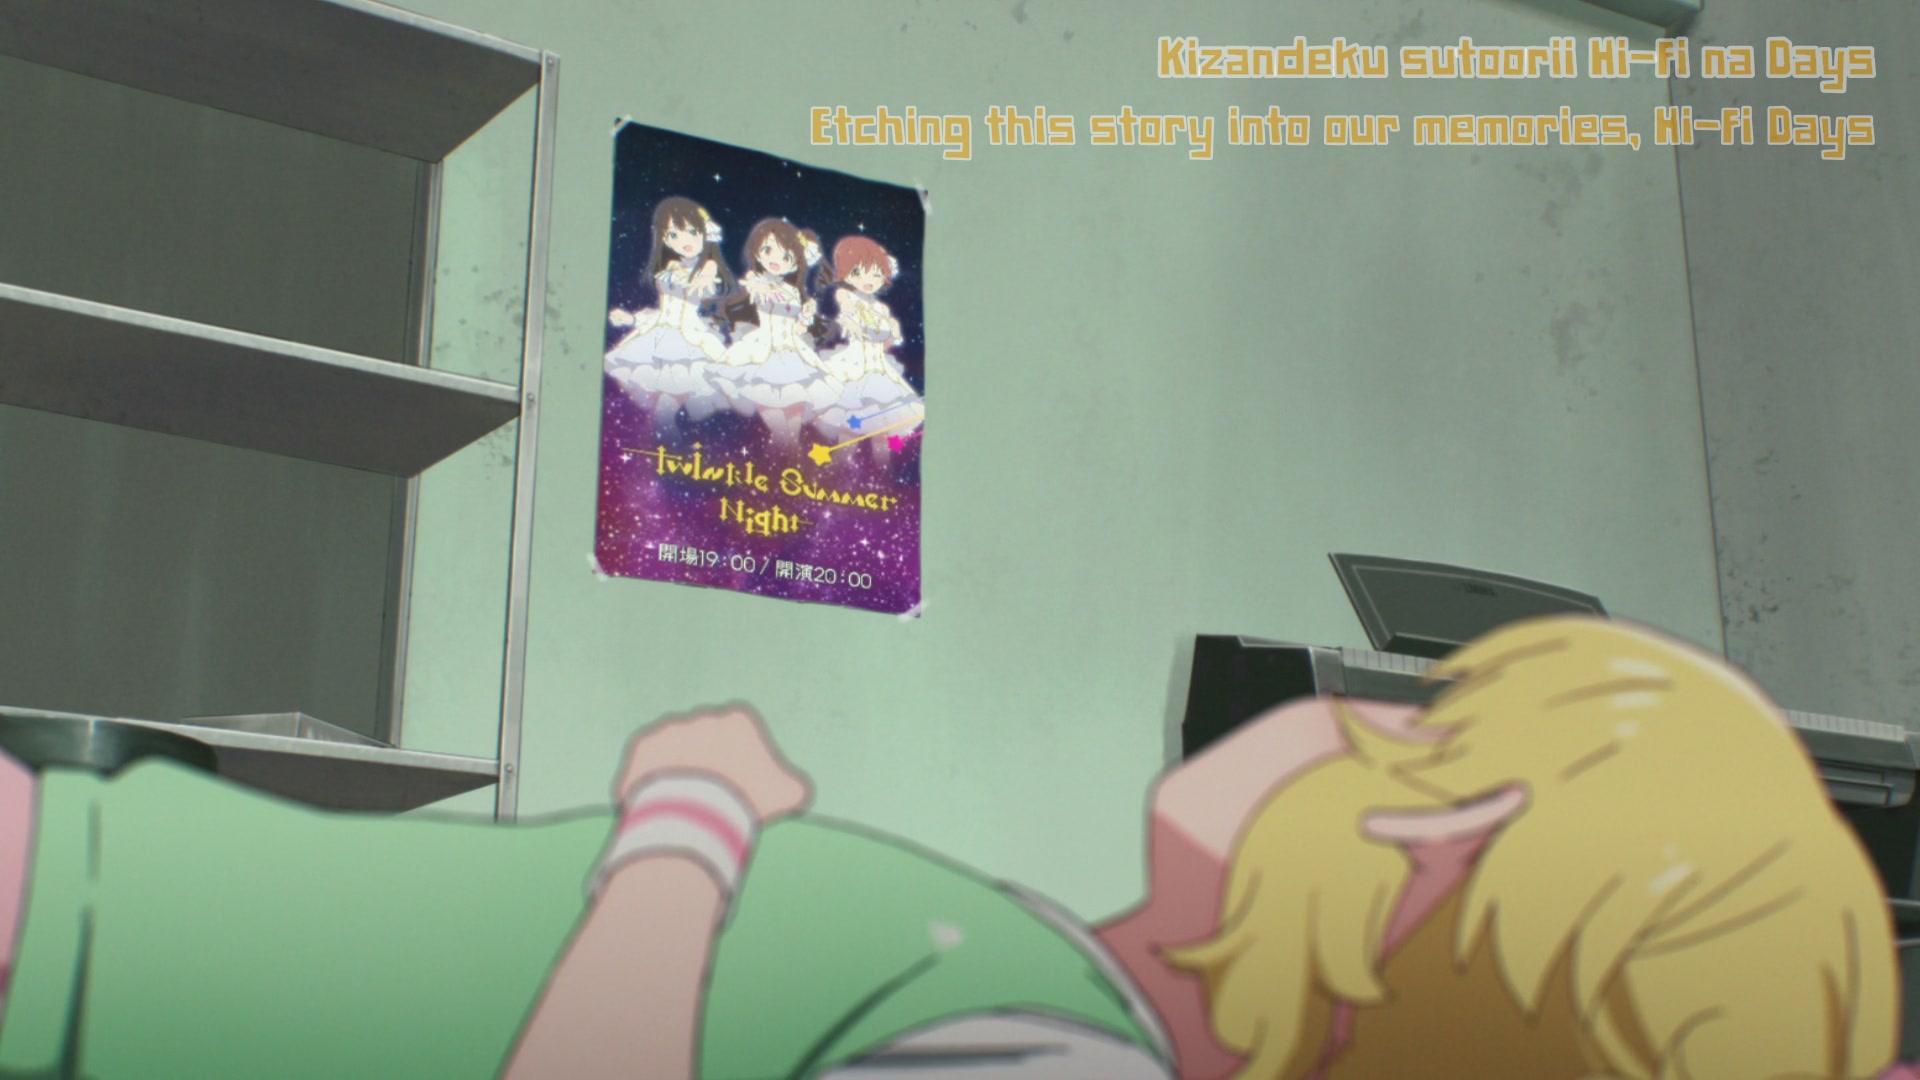 Kizandeku sutoorii Hi-Fi na Days
Etching this story into our memories, Hi-Fi Days
Twinkle Summer
Night
開場19:00 / 開演20:00